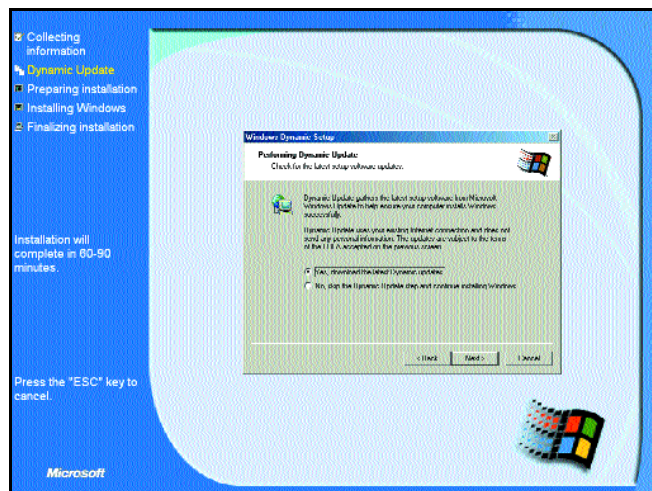 Collecting
information
Dynamic Update
Preparing installation
Installing Windows
Finalizing installation
Installation will
complete in 60-90
minutes.
Press the "ESC" key to
cancel.
Microsoft
Windows Dynamic Setup
Performing Dynamic Update
Check for the latest setup software updates.
Dynamic Update gathers the latest setup software from Microsoft
Windows Update to help ensure your computer installs Windows
successfully.
Dynamic Update uses your existing Internet connection and does not
send any personal information. The updates are subject to the terms
of the EULA accepted on the previous screen.
Yes, download the latest Dynamic updates
No, skip the Dynamic Update step and continue installing Windows
< Back
Next >
Cancel